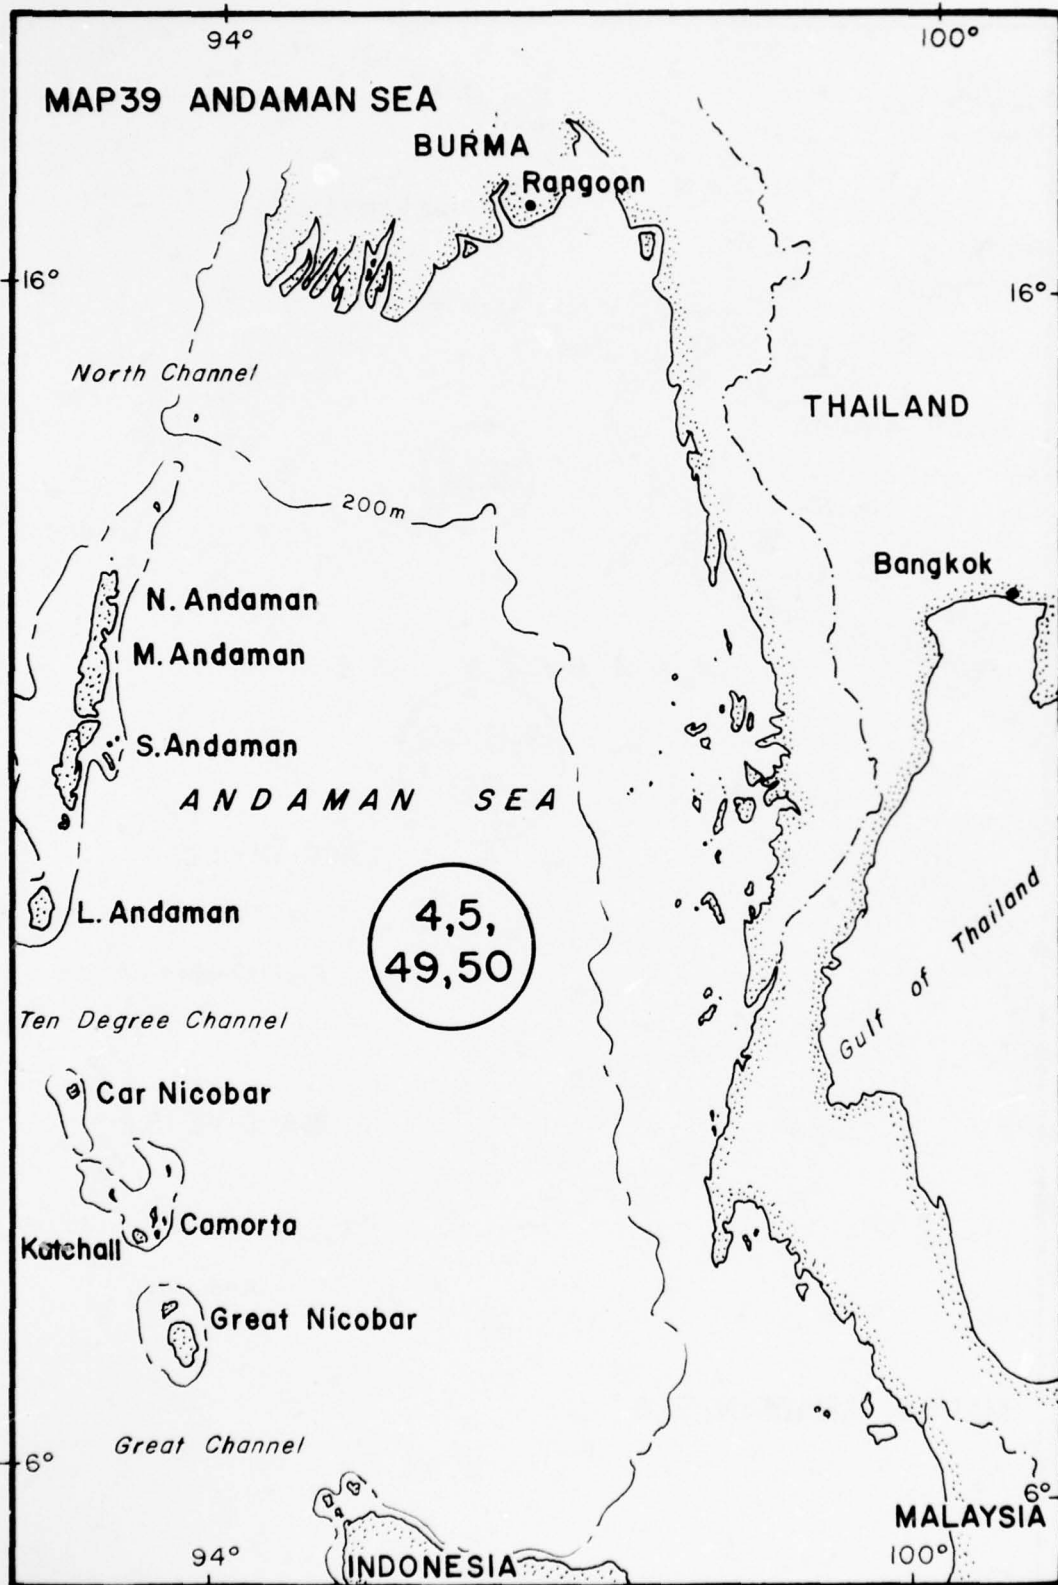 94°
100°
MAP39 ANDAMAN SEA
BURMA
Rangoon
16°
16°
North Channel
THAILAND
200m
Bangkok
N. Andaman
M. Andaman
S. Andaman
ANDAMAN SEA
4,5,
49,50
L. Andaman
Gulf of Thailand
Ten Degree Channel
Car Nicobar
Camorta
Katchall
Great Nicobar
Great Channel
6°
6°
MALAYSIA
94°
INDONESIA
100°